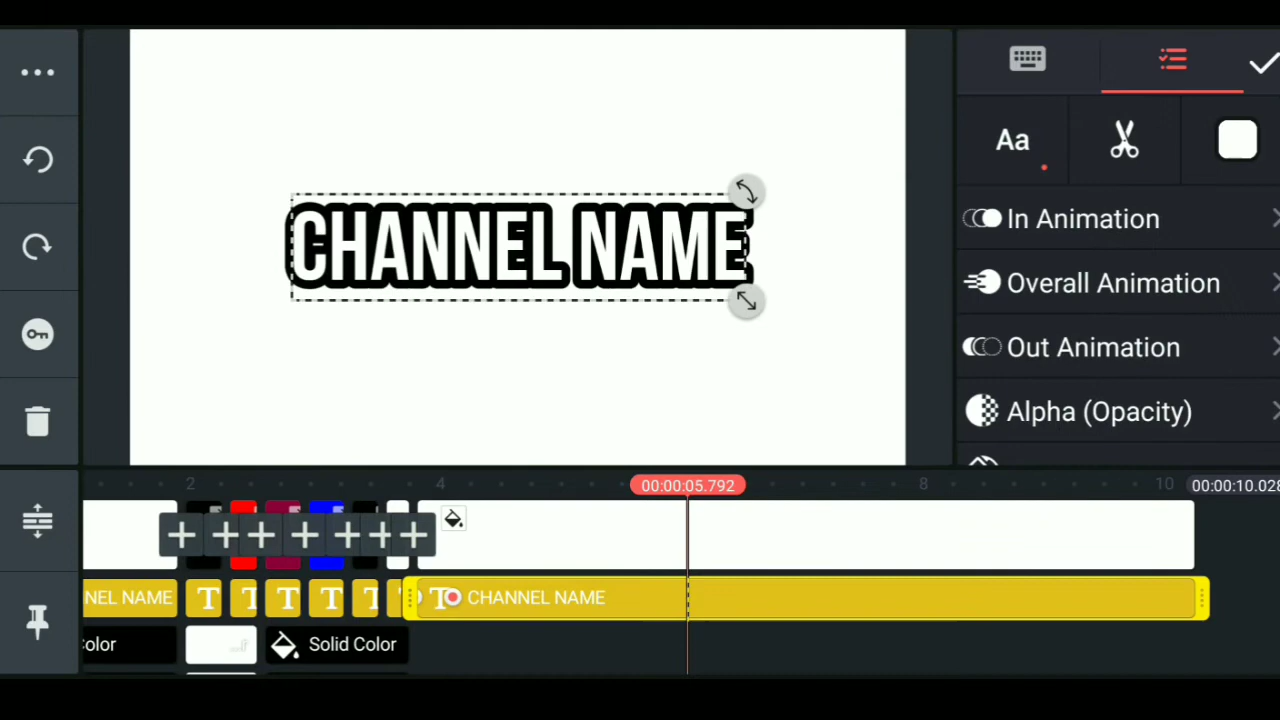 CHANNEL NAME
Aa
In Animation
Overall Animation
Out Animation
Alpha (Opacity)
2
4
00:00:05.792
8
10
00:00:10.028
NEL NAME
T
T
T
T
T
T
CHANNEL NAME
olor
Solid Color